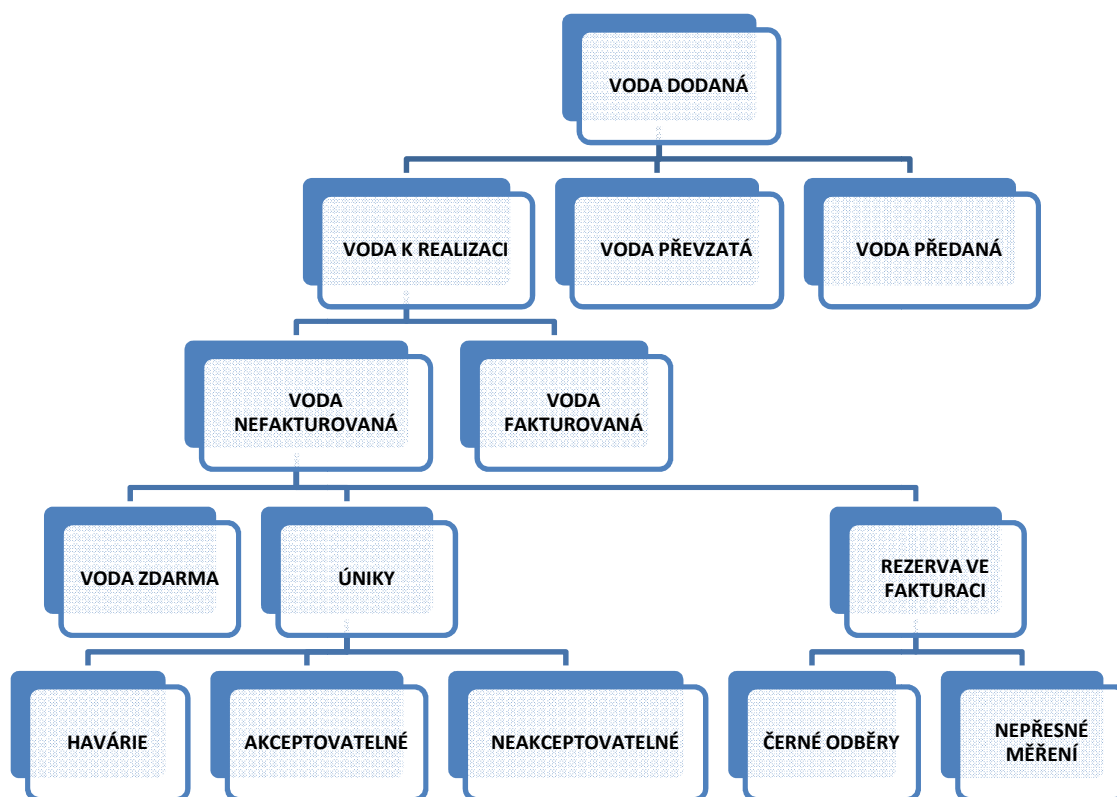 VODA DODANÁ
VODA K REALIZACI
VODA PŘEVZATÁ
VODA PŘEDANÁ
VODA
NEFAKTUROVANÁ
VODA
FAKTUROVANÁ
VODA ZDARMA
ÚNIKY
REZERVA VE
FAKTURACI
HAVÁRIE
AKCEPTOVATELNÉ
NEAKCEPTOVATELNÉ
ČERNÉ ODBĚRY
NEPŘESNÉ
MĚŘENÍ